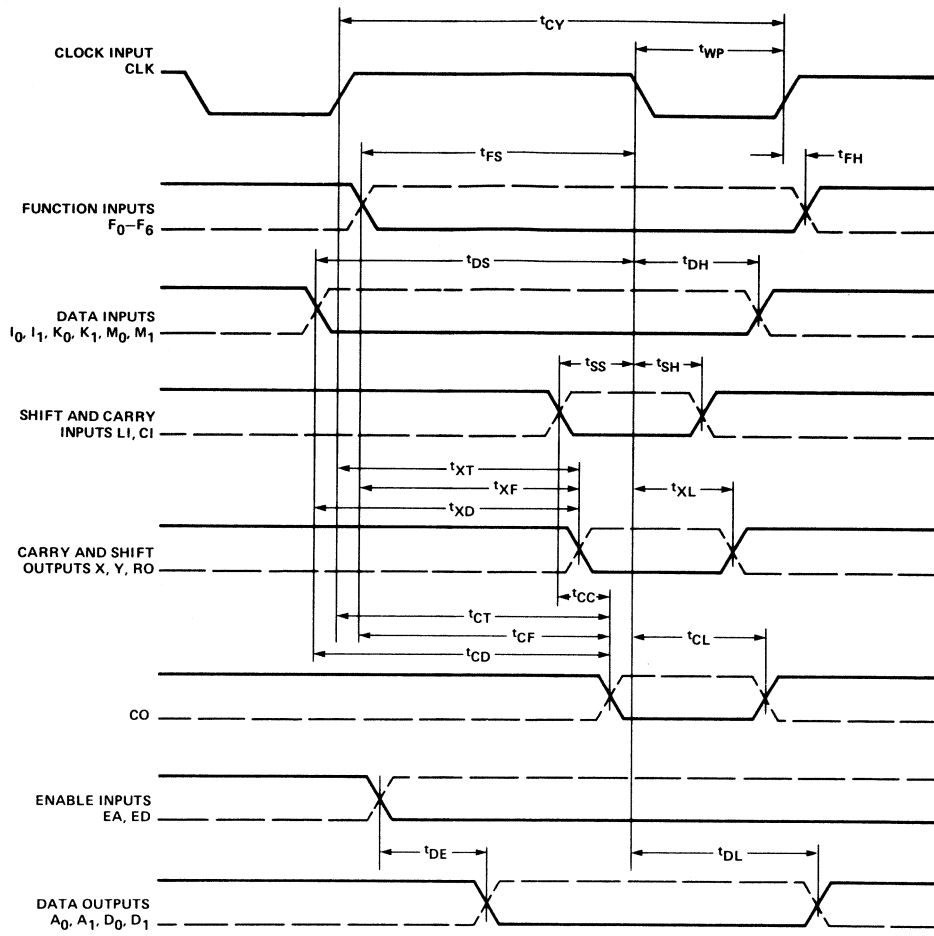 tCY
CLOCK INPUT
CLK
tWP
tFS
tFH
FUNCTION INPUTS
F0–F6
tDS
tDH
DATA INPUTS
I0, I1, K0, K1, M0, M1
tSS
tSH
SHIFT AND CARRY
INPUTS LI, CI
tXT
tXF
tXL
tXD
CARRY AND SHIFT
OUTPUTS X, Y, RO
tCC
tCT
tCF
tCL
tCD
CO
ENABLE INPUTS
EA, ED
tDE
tDL
DATA OUTPUTS
A0, A1, D0, D1